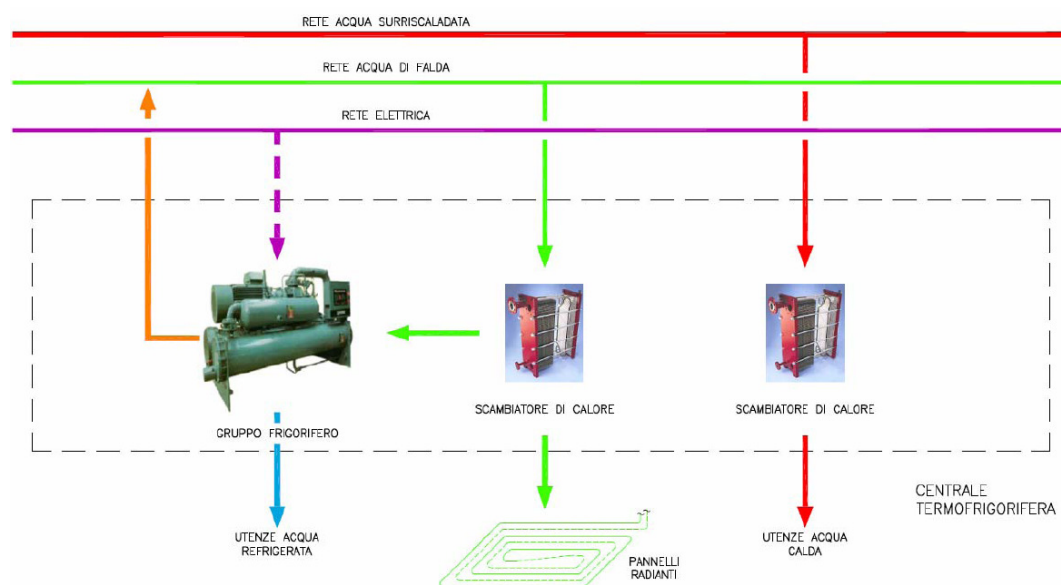 RETE ACQUA SURRISCALADATA
RETE ACQUA DI FALDA
RETE ELETTRICA
SCAMBIATORE DI CALORE
SCAMBIATORE DI CALORE
GRUPPO FRIGORIFERO
CENTRALE
TERMOFRIGORIFERA
UTENZE ACQUA
REFRIGERATA
PANNELLI
RADIANTI
UTENZE ACQUA
CALDA